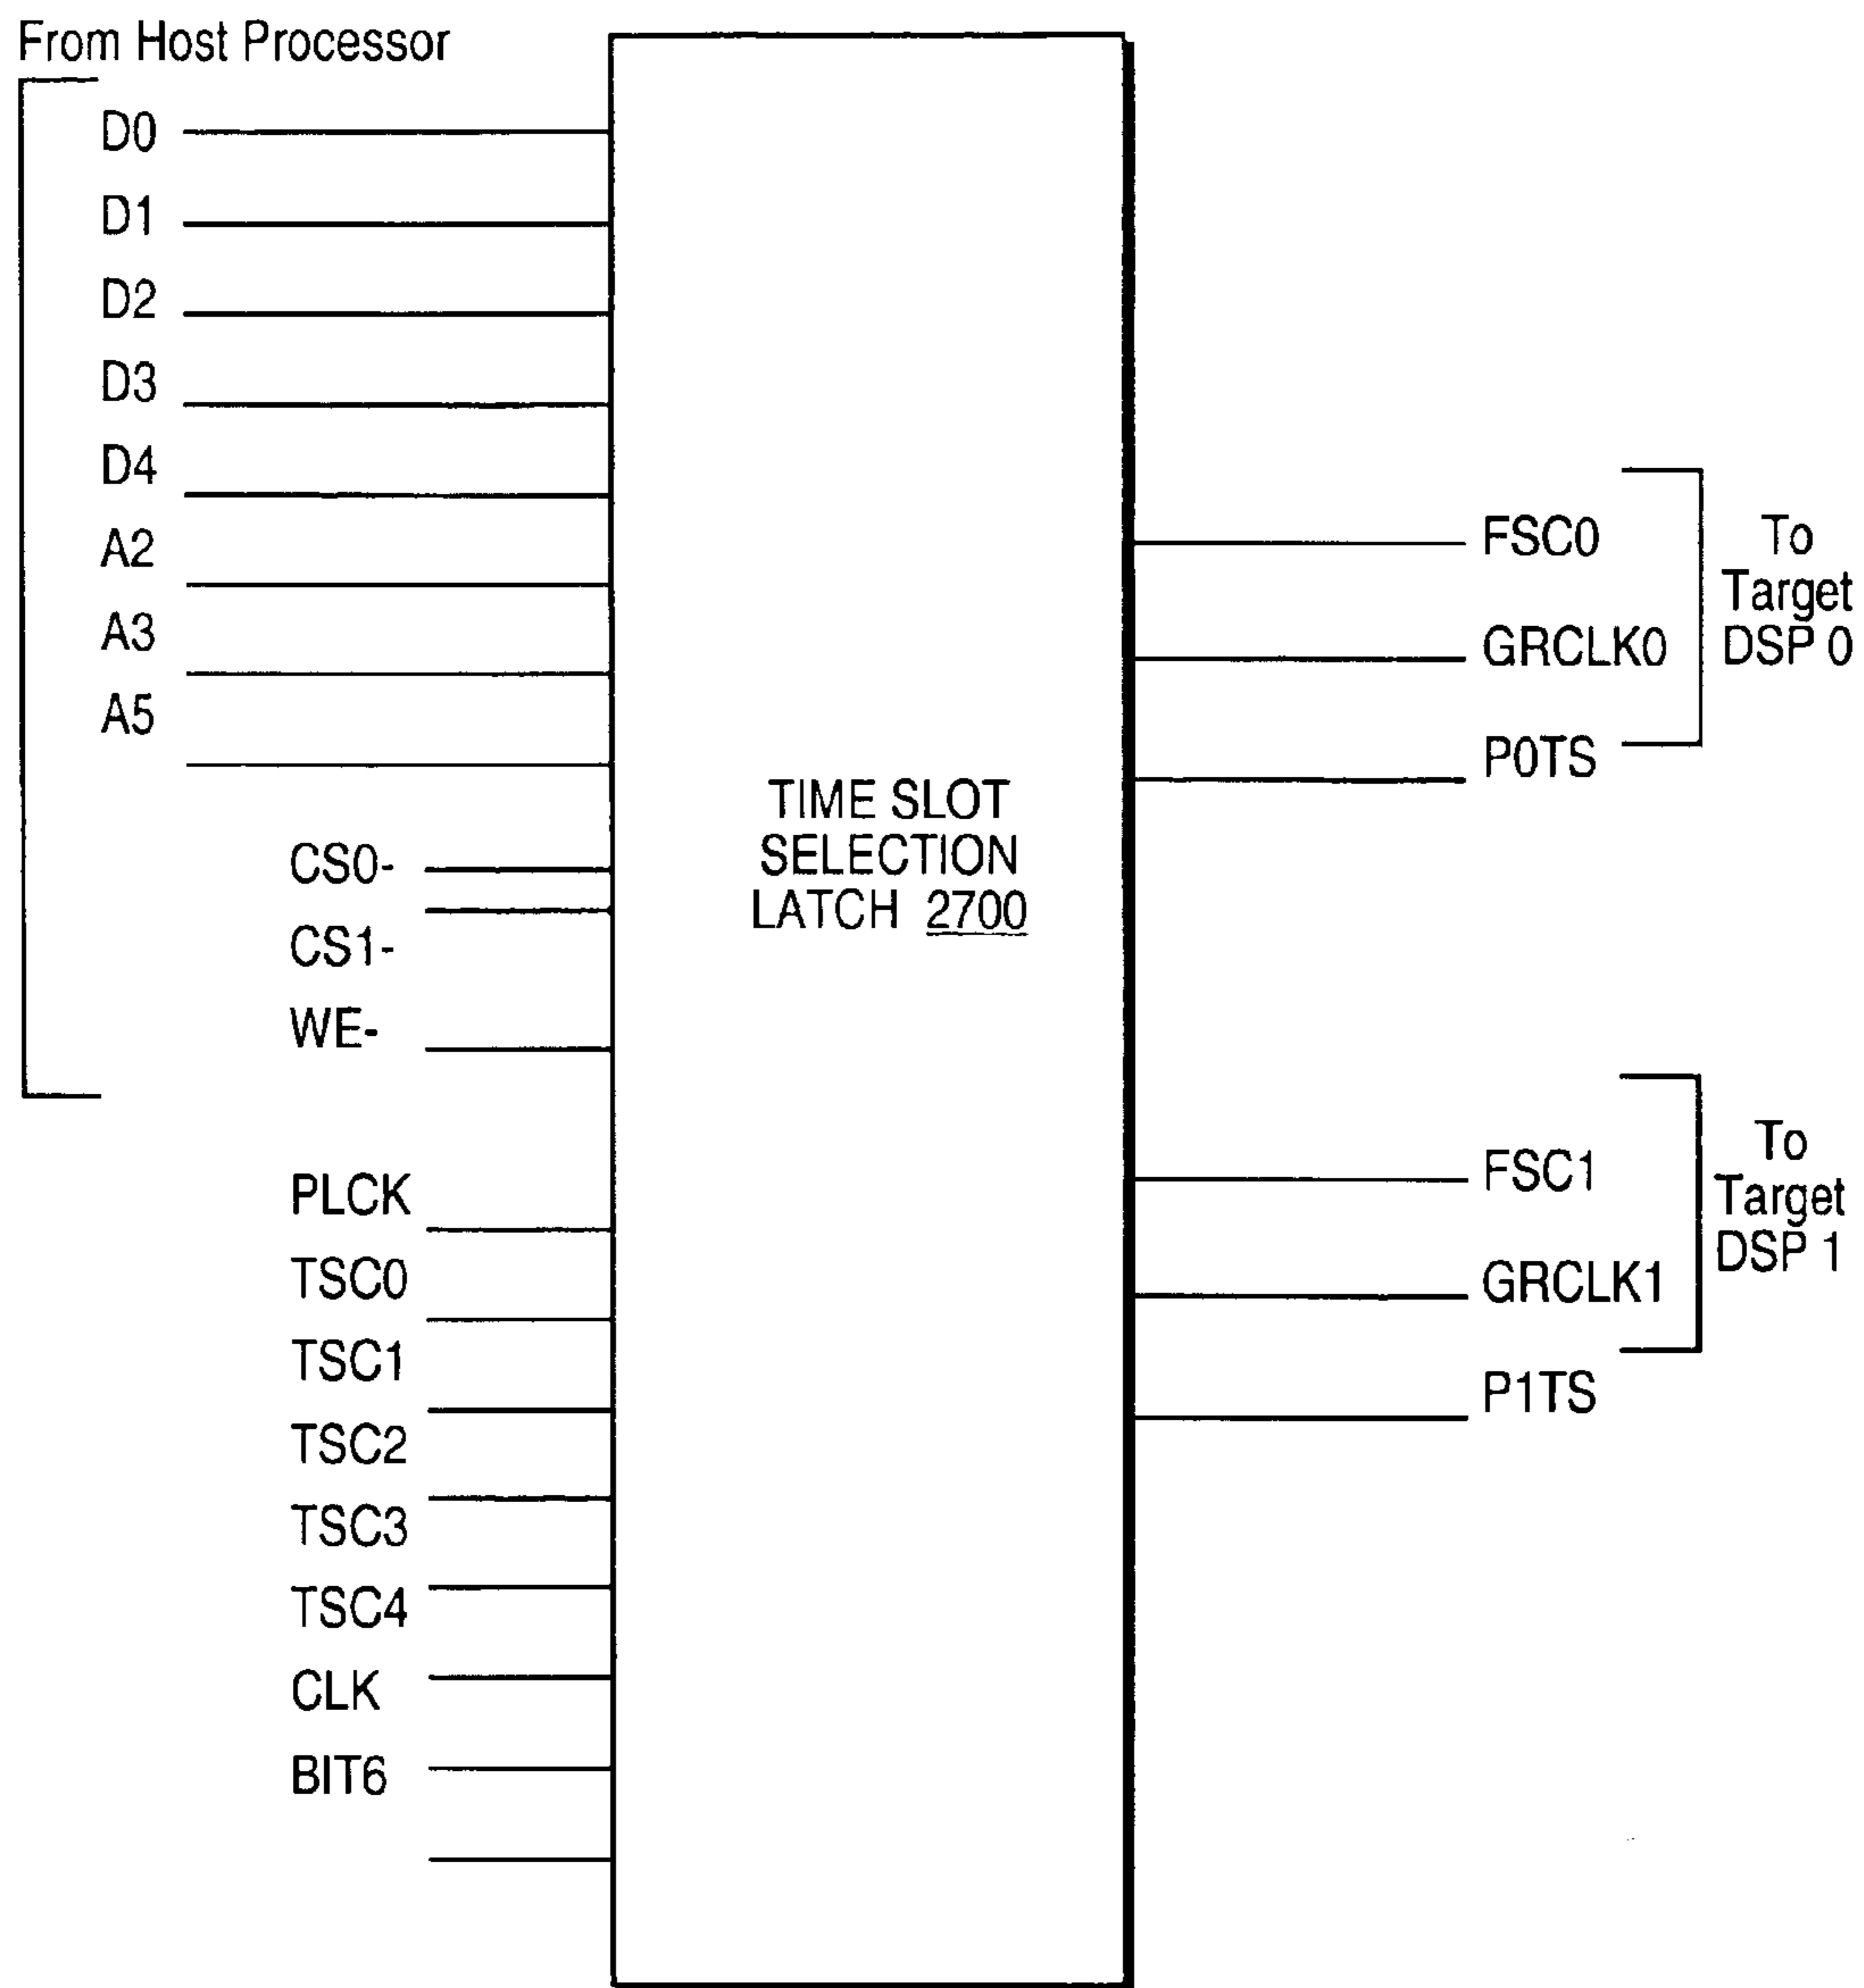 From Host Processor
D0
D1
D2
D3
D4
A2
A3
A5
CS0-
CS1-
WE-
PLCK
TSC0
TSC1
TSC2
TSC3
TSC4
CLK
BIT6
TIME SLOT
SELECTION
LATCH 2700
FSC0
GRCLK0
P0TS
To
Target
DSP 0
FSC1
GRCLK1
P1TS
To
Target
DSP 1